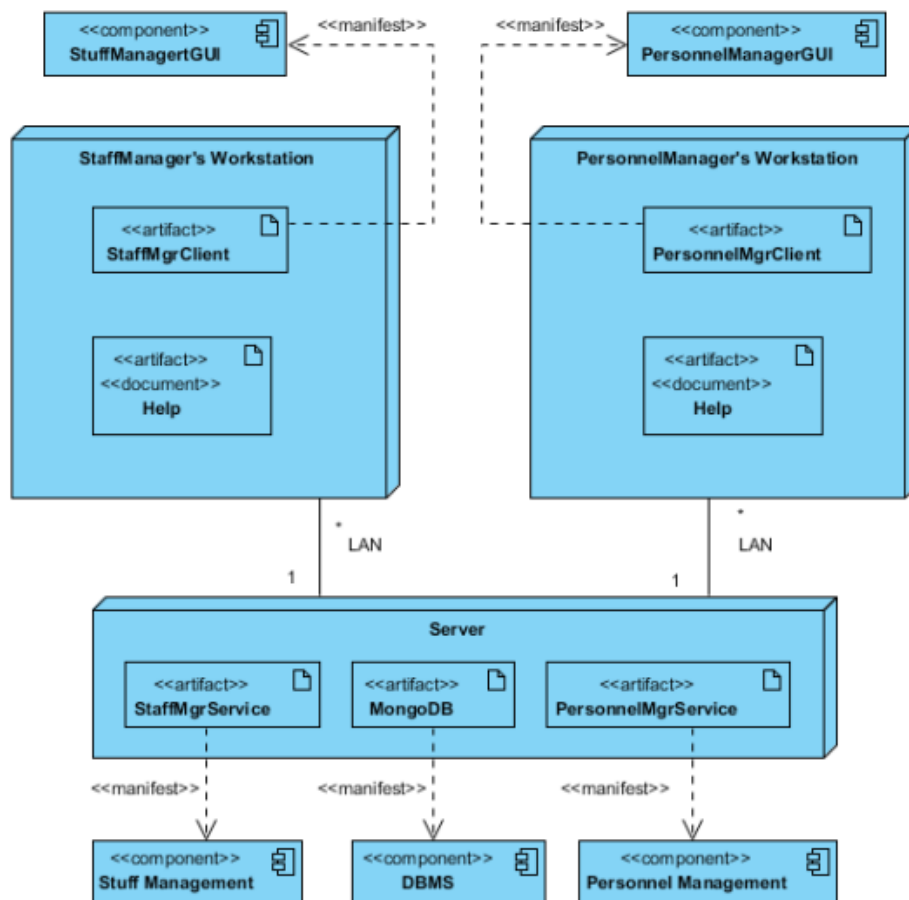 <<component>>
StuffManagertGUI
<<manifest>>
<<manifest>>
<<component>>
PersonnelManagerGUI
StaffManager's Workstation
<<artifact>>
StaffMgrClient
<<artifact>>
<<document>>
Help
PersonnelManager's Workstation
<<artifact>>
PersonnelMgrClient
<<artifact>>
<<document>>
Help
*
LAN
1
*
LAN
1
Server
<<artifact>>
StaffMgrService
<<artifact>>
MongoDB
<<artifact>>
PersonnelMgrService
<<manifest>>
<<manifest>>
<<manifest>>
<<component>>
Stuff Management
<<component>>
DBMS
<<component>>
Personnel Management